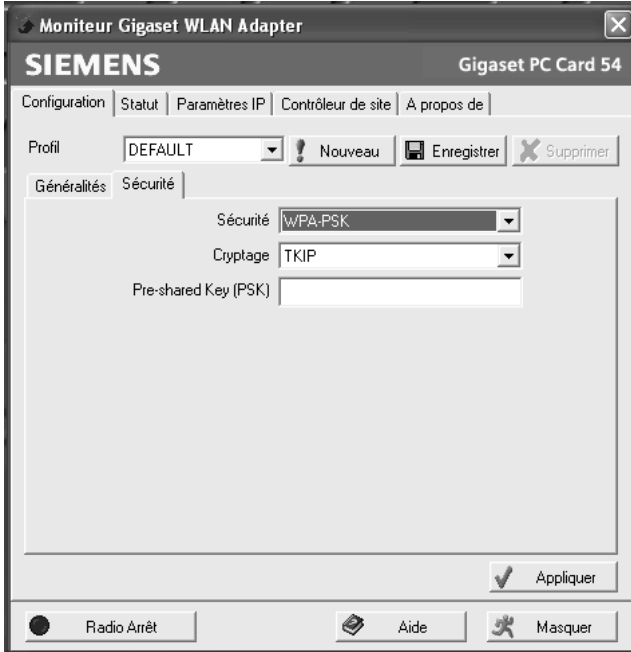 Moniteur Gigaset WLAN Adapter
SIEMENS Gigaset PC Card 54
Configuration Statut Paramètres IP Contrôleur de site A propos de
Profil DEFAULT Nouveau Enregistrer Supprimer
Généralités Sécurité
Sécurité WPA-PSK
Cryptage TKIP
Pre-shared Key (PSK)
Appliquer
Radio Arrêt Aide Masquer